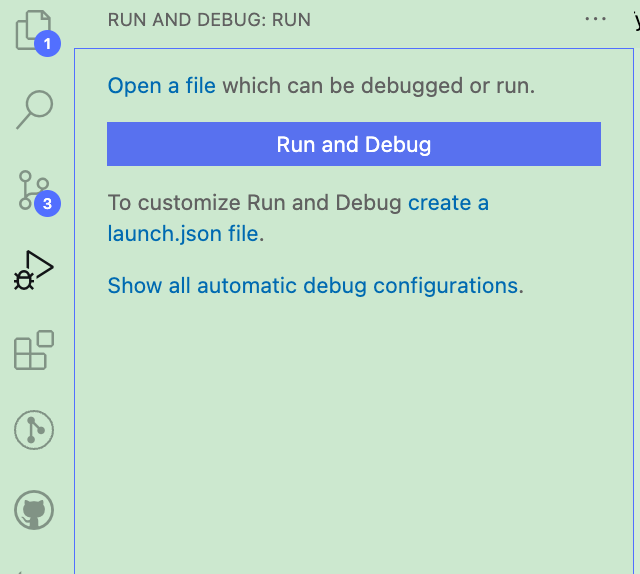 RUN AND DEBUG: RUN
1
Open a file which can be debugged or run.
Run and Debug
3
To customize Run and Debug create a
launch.json file.
Show all automatic debug configurations.